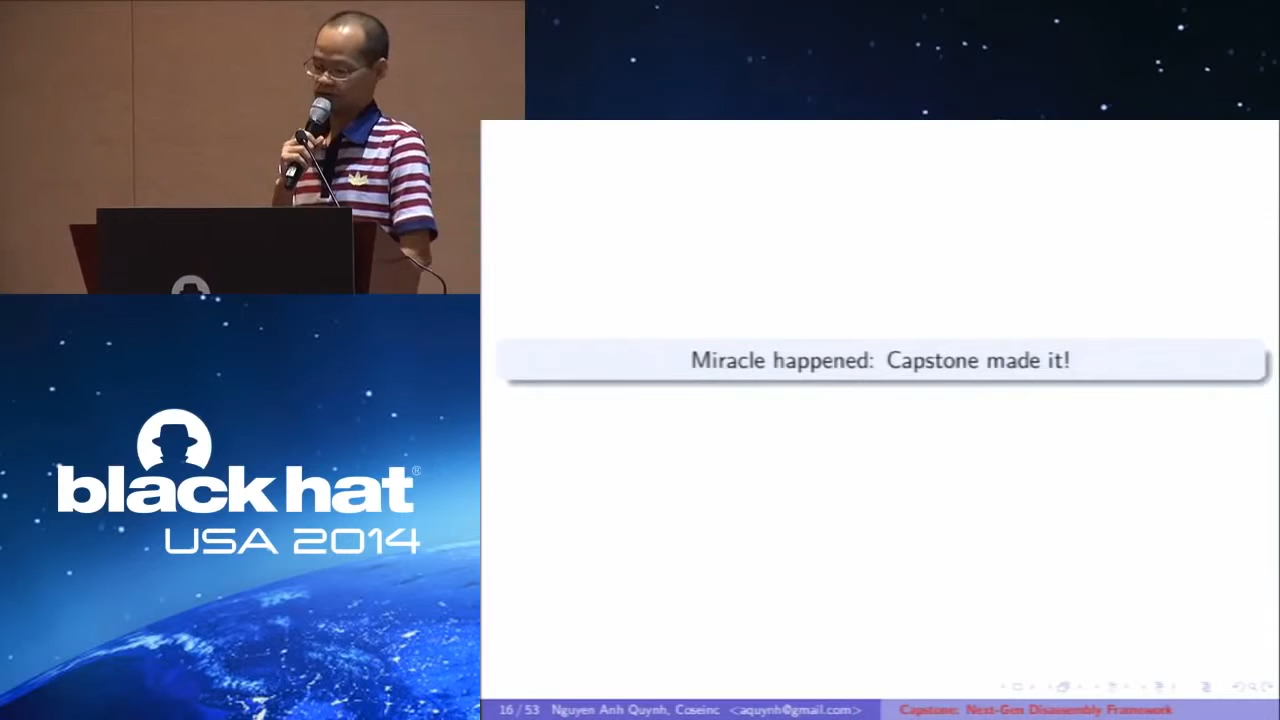 Miracle happened: Capstone made it!
black hat®
USA 2014
16 / 53 Nguyen Anh Quynh, Coseinc <aquynh@gmail.com> Capstone: Next-Gen Disassembly Framework